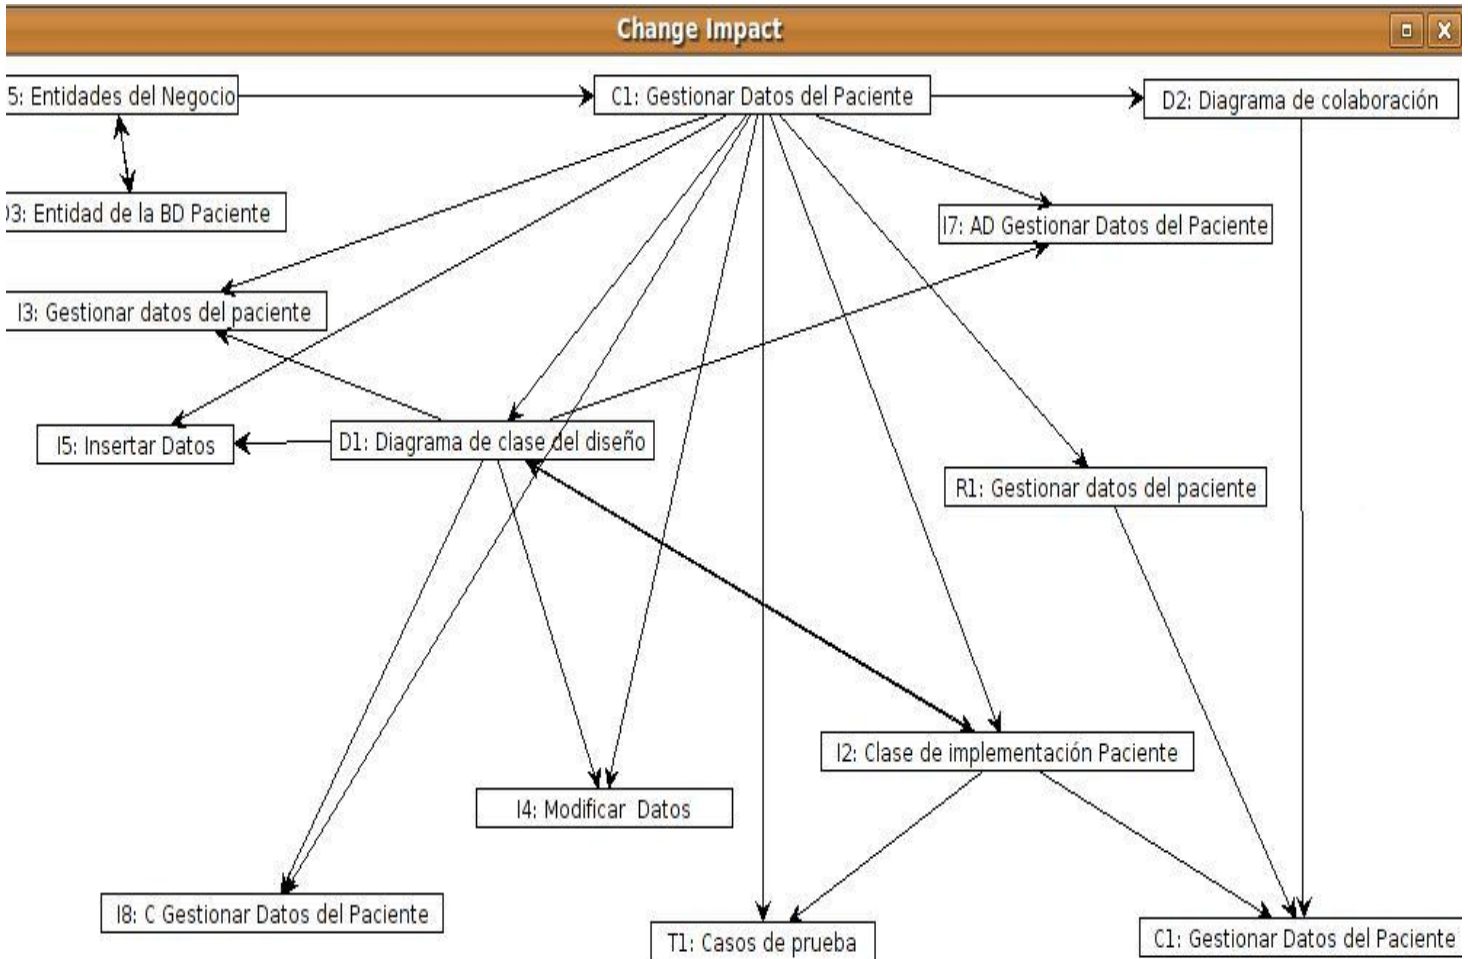 Change Impact
5: Entidades del Negocio
C1: Gestionar Datos del Paciente
D2: Diagrama de colaboración
D3: Entidad de la BD Paciente
I7: AD Gestionar Datos del Paciente
I3: Gestionar datos del paciente
I5: Insertar Datos
D1: Diagrama de clase del diseño
R1: Gestionar datos del paciente
I2: Clase de implementación Paciente
I4: Modificar Datos
I8: C Gestionar Datos del Paciente
T1: Casos de prueba
C1: Gestionar Datos del Paciente